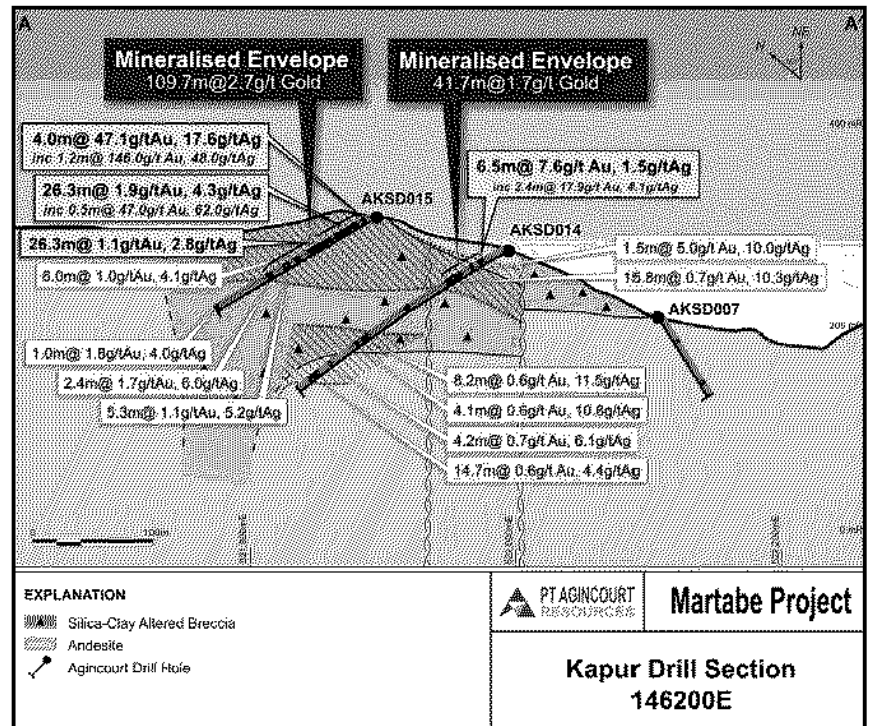 A
A'
N
NE
Mineralised Envelope
109.7m@2.7g/t Gold
Mineralised Envelope
41.7m@1.7g/t Gold
400 mR
4.0m@ 47.1g/tAu, 17.6g/tAg
inc 1.2m@ 146.0g/t Au, 48.0g/tAg
26.3m@ 1.9g/tAu, 4.3g/tAg
inc 0.5m@ 47.0g/t Au, 62.0g/tAg
26.3m@ 1.1g/tAu, 2.8g/tAg
6.0m@ 1.0g/tAu, 4.1g/tAg
AKSD015
6.5m@ 7.6g/t Au, 1.5g/tAg
inc 2.4m@ 17.9g/t Au, 4.1g/tAg
AKSD014
1.5m@ 5.0g/t Au, 10.0g/tAg
15.8m@ 0.7g/t Au, 10.3g/tAg
AKSD007
1.0m@ 1.8g/tAu, 4.0g/tAg
2.4m@ 1.7g/tAu, 6.0g/tAg
5.3m@ 1.1g/tAu, 5.2g/tAg
8.2m@ 0.6g/t Au, 11.5g/tAg
4.1m@ 0.6g/t Au, 10.8g/tAg
4.2m@ 0.7g/t Au, 6.1g/tAg
14.7m@ 0.6g/t Au, 4.4g/tAg
0
100m
0 mR
EXPLANATION
Silica-Clay Altered Breccia
Andesite
Agincourt Drill Hole
PT AGINCOURT
RESOURCES
Martabe Project
Kapur Drill Section
146200E